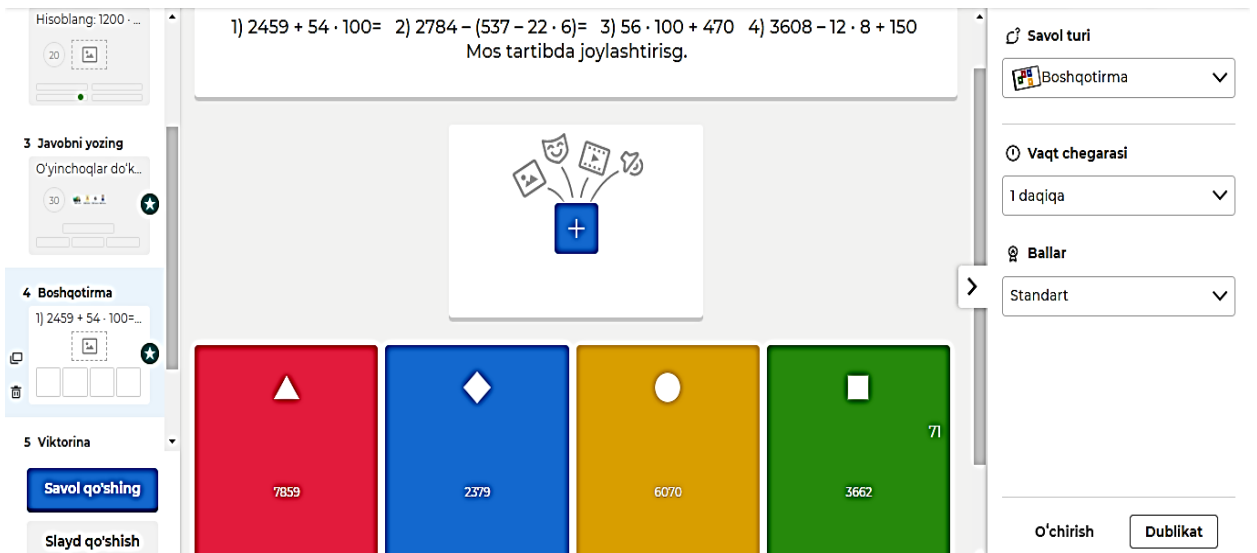 Hisoblang: 1200 · ...
20
3 Javobni yozing
O'yinchoqlar do'k...
30
4 Boshqotirma
1) 2459 + 54 · 100=...
5 Viktorina
Savol qo'shing
Slayd qo'shish
1) 2459 + 54 · 100= 2) 2784 – (537 – 22 · 6)= 3) 56 · 100 + 470 4) 3608 – 12 · 8 + 150
Mos tartibda joylashtirisg.
71
7859
2379
6070
3662
Savol turi
Boshqotirma
Vaqt chegarasi
1 daqiqa
Ballar
Standart
O'chirish
Dublikat